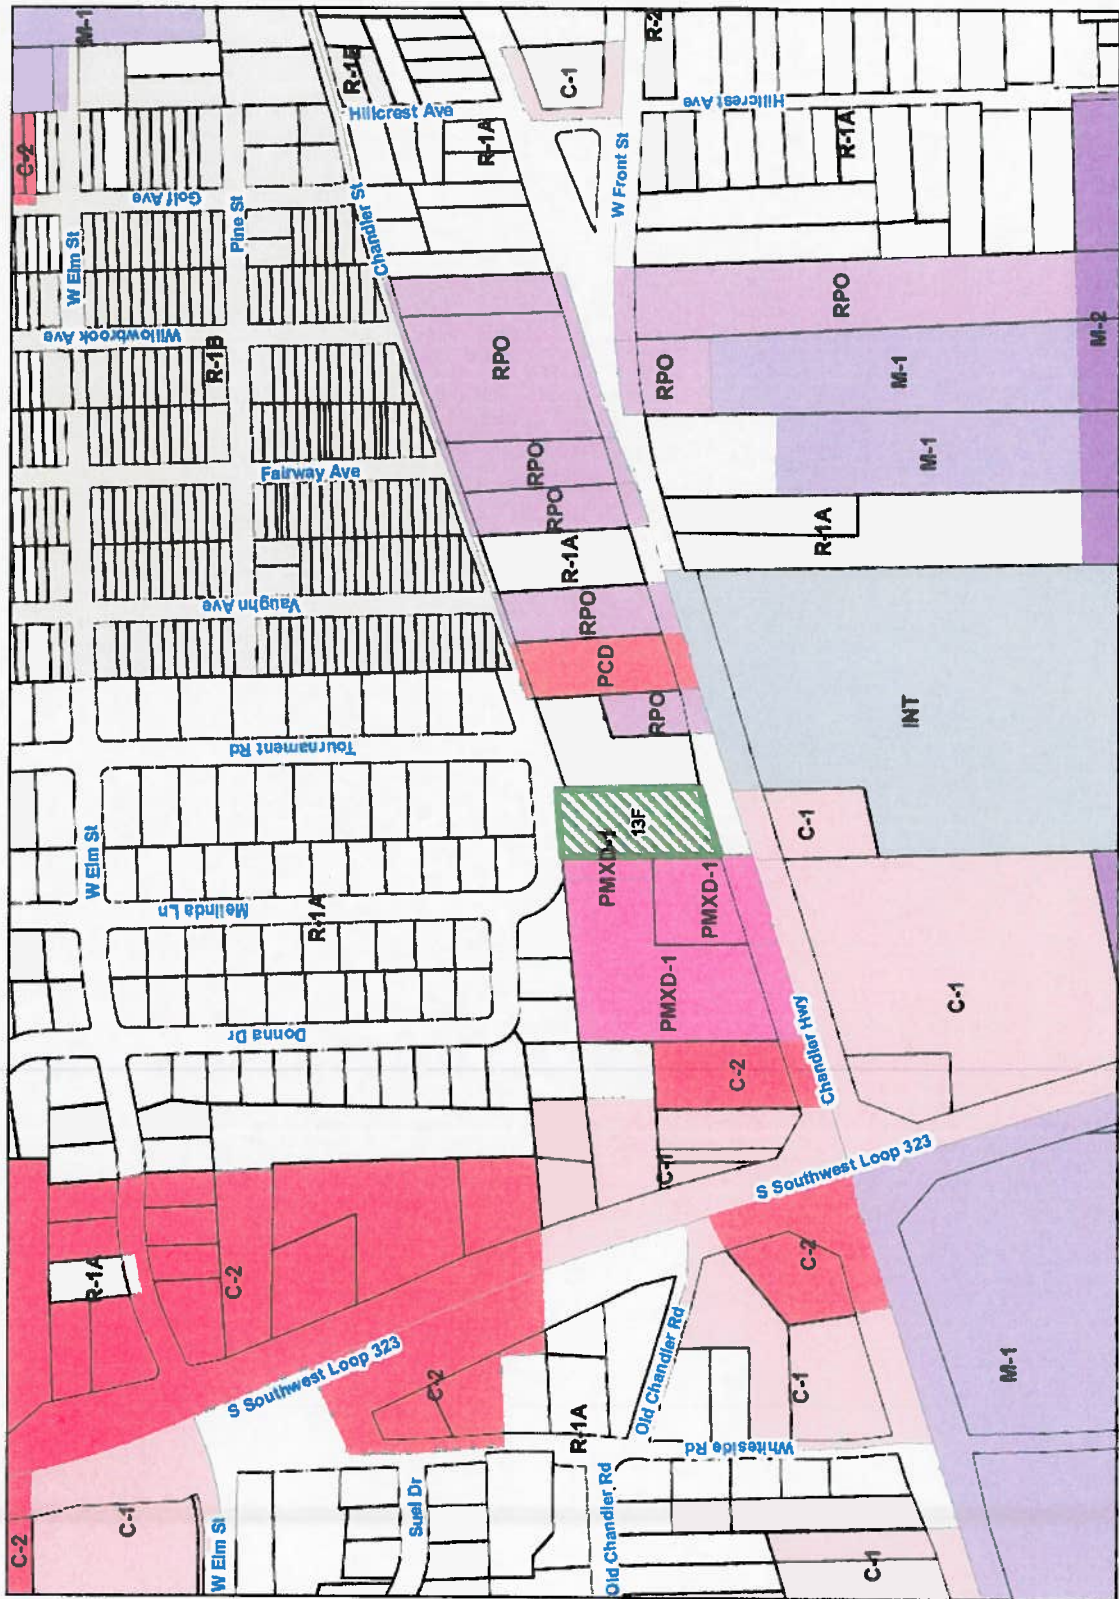 C-2
C-2
W Elm St
M-1
W Elm St
R-1A
Willowbrook Ave
C-1
Golf Ave
Melinda Ln
R-1B
W Elm St
C-2
Pine St
Vaughn Ave
Donna Dr
Tournament Rd
Fairway Ave
S Southwest Loop 323
R-1A
R-1B
Chandler St
Hillcrest Ave
Suel Dr
C-2
R-1A
RPO
RPO
RPO
R-1A
C-1
R-1A
RPO
PCD
PMXD-1
Old Chandler Rd
W Front St
13F
R-2
RPO
Old Chandler Rd
C-1
RPO
PMXD-1
PMXD-1
Hillcrest Ave
C-2
Whiteside Rd
C-1
C-1
C-2
Chandler Hwy
R-1A
RPO
S Southwest Loop 323
R-1A
C-1
M-1
INT
M-1
C-1
M-1
M-2